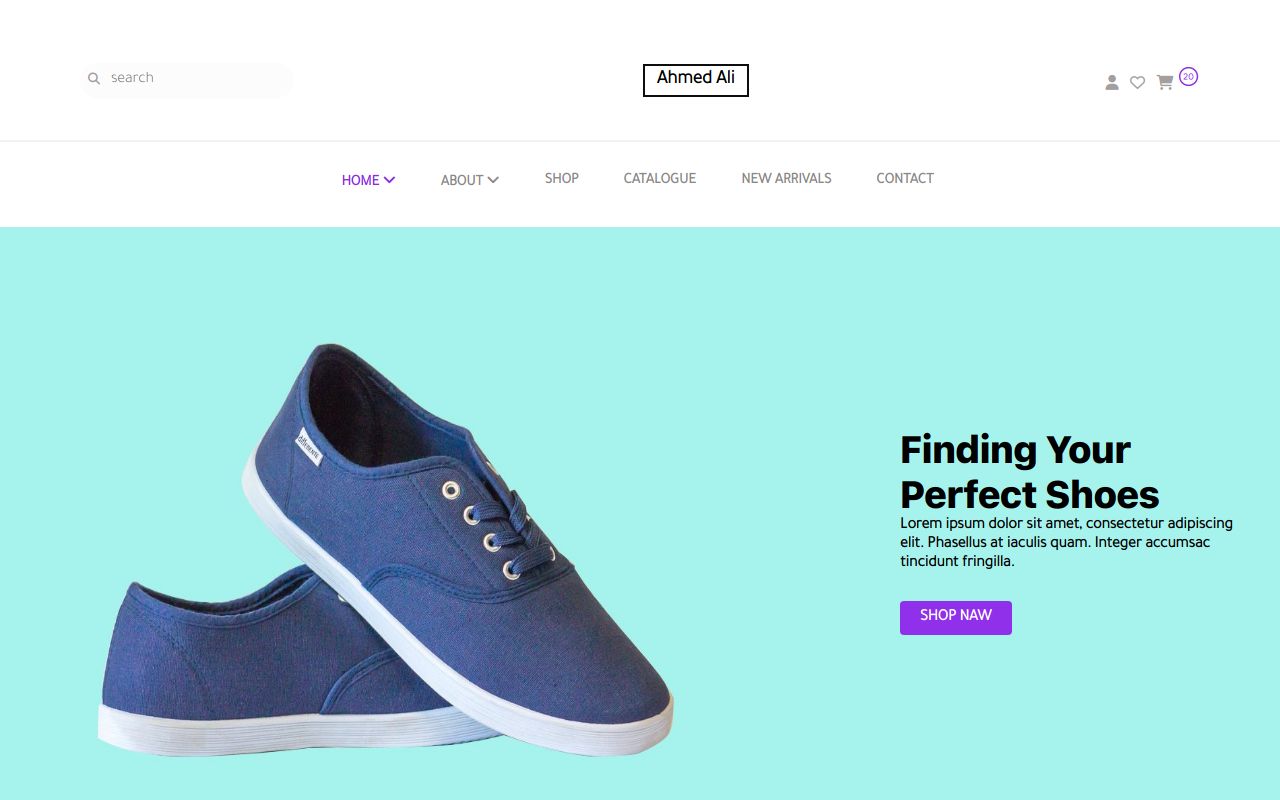 search
Ahmed Ali
20
HOME
ABOUT
SHOP
CATALOGUE
NEW ARRIVALS
CONTACT
Finding Your
Perfect Shoes
Lorem ipsum dolor sit amet, consectetur adipiscing
elit. Phasellus at iaculis quam. Integer accumsac
tincidunt fringilla.
SHOP NAW